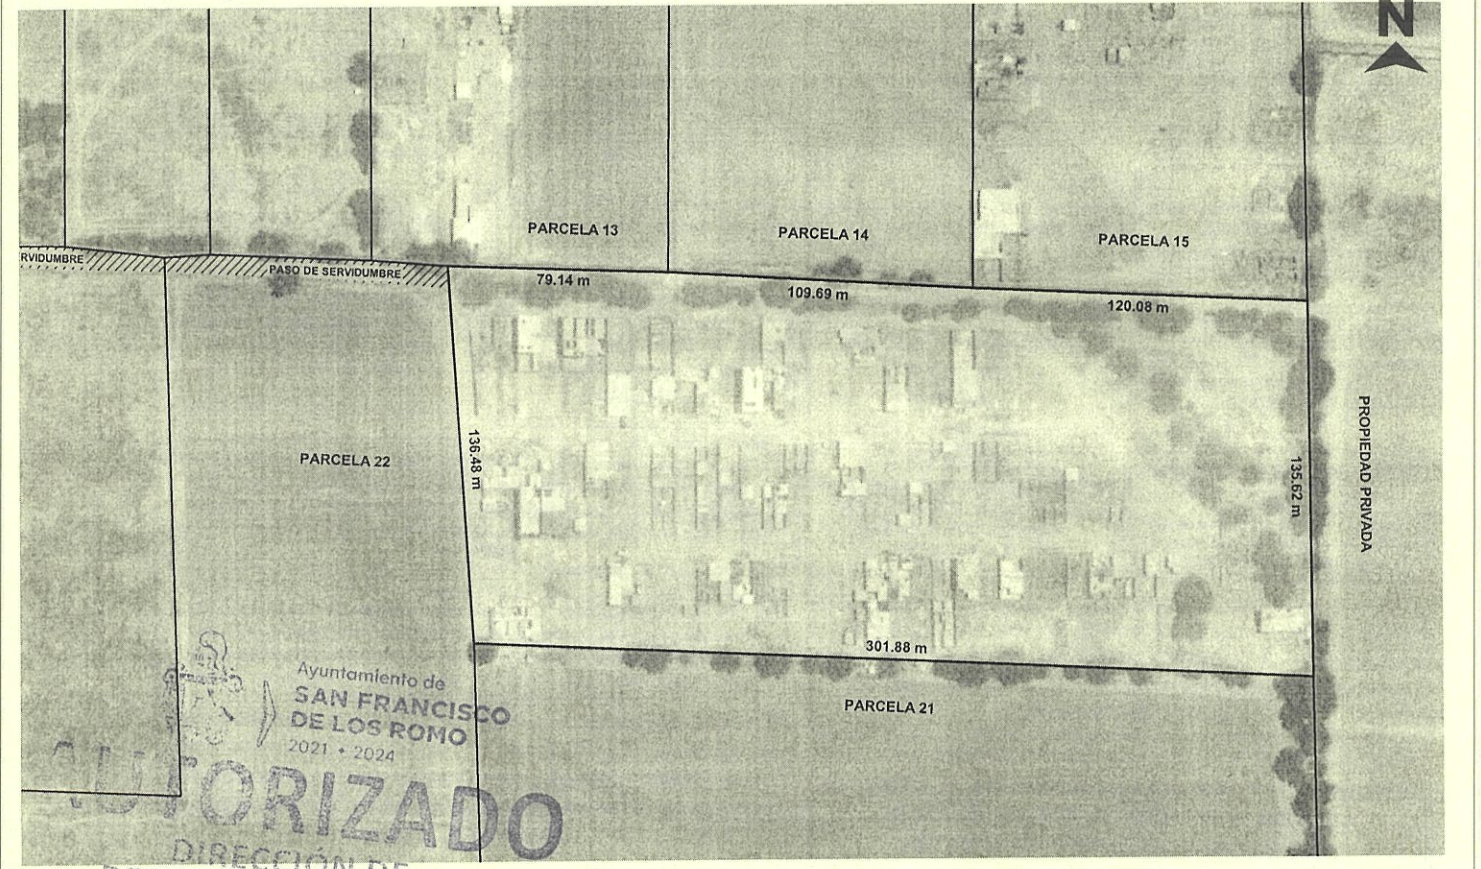 N
PARCELA 13
PARCELA 14
PARCELA 15
RVIDUMBRE
PASO DE SERVIDUMBRE
79.14 m
109.69 m
120.08 m
PARCELA 22
136.48 m
135.62 m
PROPIEDAD PRIVADA
301.88 m
PARCELA 21
Ayuntamiento de
SAN FRANCISCO
DE LOS ROMO
2021 • 2024
AUTORIZADO
DIRECCIÓN DE